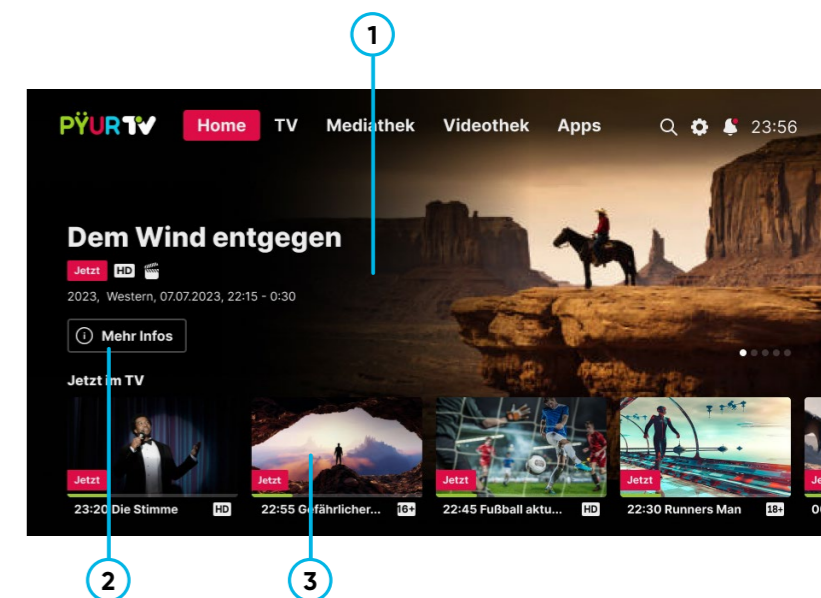 1
PŸUR TV Home TV Mediathek Videothek Apps 23:56
Dem Wind entgegen
Jetzt HD
2023, Western, 07.07.2023, 22:15 - 0:30
Mehr Infos
Jetzt im TV
Jetzt Jetzt Jetzt Jetzt
23:20 Die Stimme HD 22:55 Gefährlicher... 16+ 22:45 Fußball aktu... HD 22:30 Runners Man 18+
2 3